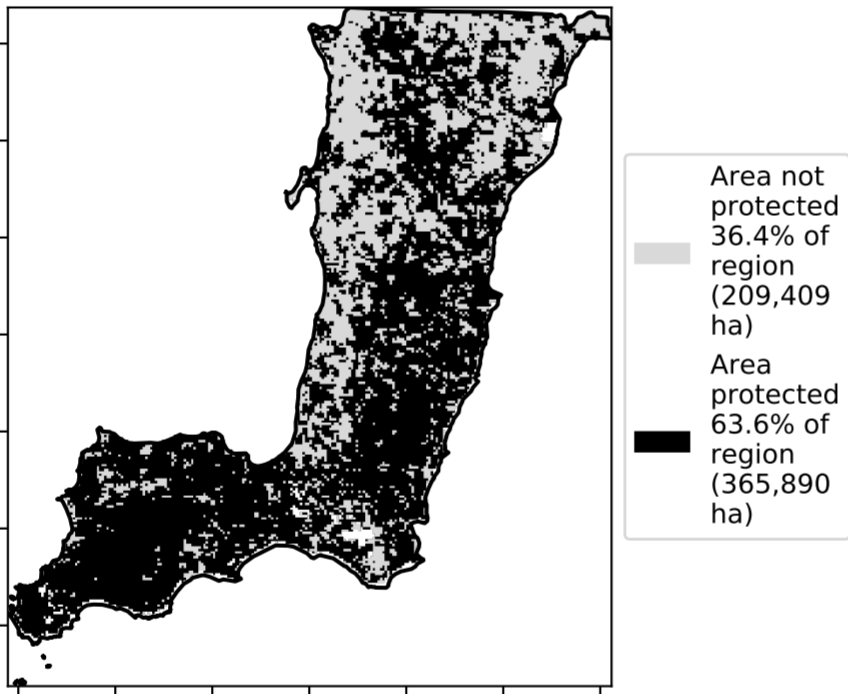 Area not
protected
36.4% of
region
(209,409
ha)
Area
protected
63.6% of
region
(365,890
ha)